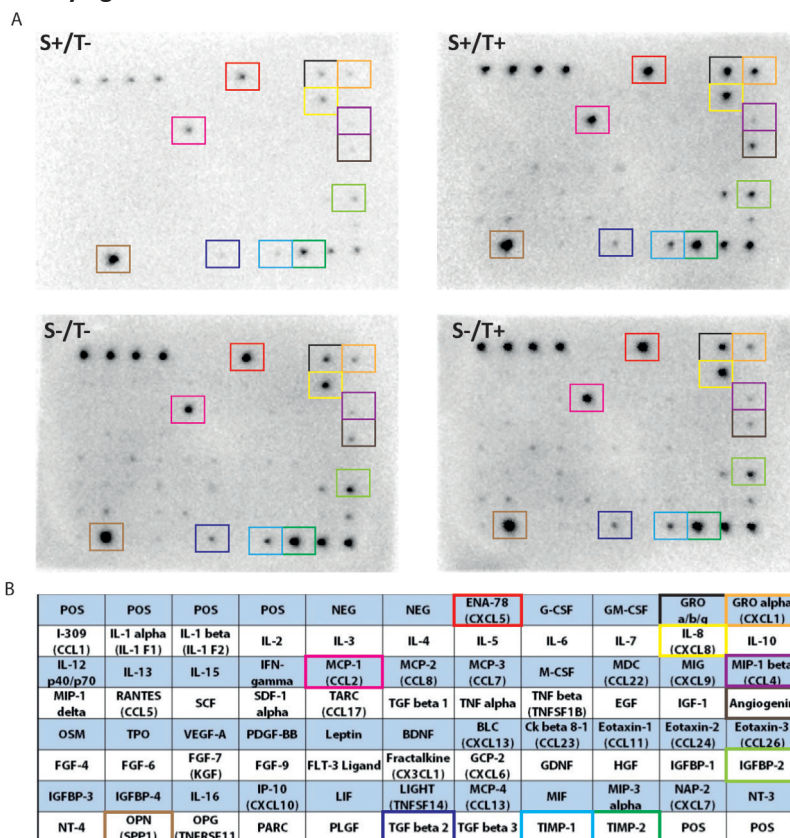 A
S+/T-
S+/T+
S-/T-
S-/T+
B
POS POS POS POS NEG NEG ENA-78 (CXCL5) G-CSF GM-CSF GRO a/b/g GRO alpha (CXCL1)
I-309 (CCL1) IL-1 alpha (IL-1 F1) IL-1 beta (IL-1 F2) IL-2 IL-3 IL-4 IL-5 IL-6 IL-7 IL-8 (CXCL8) IL-10
IL-12 p40/p70 IL-13 IL-15 IFN-gamma MCP-1 (CCL2) MCP-2 (CCL8) MCP-3 (CCL7) M-CSF MDC (CCL22) MIG (CXCL9) MIP-1 beta (CCL4)
MIP-1 delta RANTES (CCL5) SCF SDF-1 alpha TARC (CCL17) TGF beta 1 TNF alpha TNF beta (TNFSF1B) EGF IGF-1 Angiogenin
OSM TPO VEGF-A PDGF-BB Leptin BDNF BLC (CXCL13) Ck beta 8-1 (CCL23) Eotaxin-1 (CCL11) Eotaxin-2 (CCL24) Eotaxin-3 (CCL26)
FGF-4 FGF-6 FGF-7 (KGF) FGF-9 FLT-3 Ligand Fractalkine (CX3CL1) GCP-2 (CXCL6) GDNF HGF IGFBP-1 IGFBP-2
IGFBP-3 IGFBP-4 IL-16 IP-10 (CXCL10) LIF LIGHT (TNFSF14) MCP-4 (CCL13) MIF MIP-3 alpha NAP-2 (CXCL7) NT-3
NT-4 OPN (SPP1) OPG (TNFRSF11 PARC PLGF TGF beta 2 TGF beta 3 TIMP-1 TIMP-2 POS POS